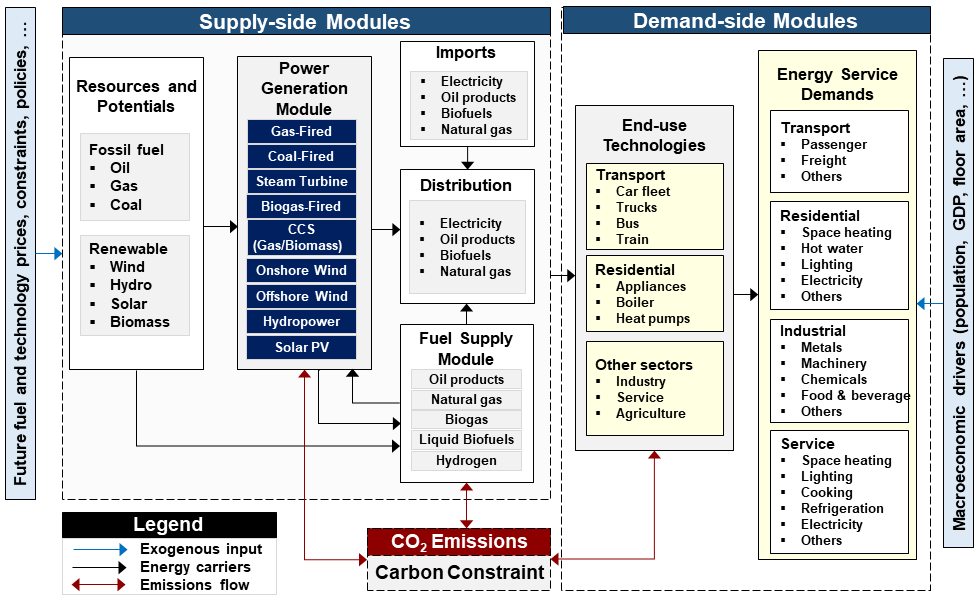 Future fuel and technology prices, constraints, policies, …
Supply-side Modules
Resources and
Potentials
Fossil fuel
▪ Oil
▪ Gas
▪ Coal
Renewable
▪ Wind
▪ Hydro
▪ Solar
▪ Biomass
Power
Generation
Module
Gas-Fired
Coal-Fired
Steam Turbine
Biogas-Fired
CCS
(Gas/Biomass)
Onshore Wind
Offshore Wind
Hydropower
Solar PV
Imports
▪ Electricity
▪ Oil products
▪ Biofuels
▪ Natural gas
Distribution
▪ Electricity
▪ Oil products
▪ Biofuels
▪ Natural gas
Fuel Supply
Module
Oil products
Natural gas
Biogas
Liquid Biofuels
Hydrogen
Demand-side Modules
End-use
Technologies
Transport
▪ Car fleet
▪ Trucks
▪ Bus
▪ Train
Residential
▪ Appliances
▪ Boiler
▪ Heat pumps
Other sectors
▪ Industry
▪ Service
▪ Agriculture
Energy Service
Demands
Transport
▪ Passenger
▪ Freight
▪ Others
Residential
▪ Space heating
▪ Hot water
▪ Lighting
▪ Electricity
▪ Others
Industrial
▪ Metals
▪ Machinery
▪ Chemicals
▪ Food & beverage
▪ Others
Service
▪ Space heating
▪ Lighting
▪ Cooking
▪ Refrigeration
▪ Electricity
▪ Others
Macroeconomic drivers (population, GDP, floor area, …)
Legend
Exogenous input
Energy carriers
Emissions flow
CO₂ Emissions
Carbon Constraint